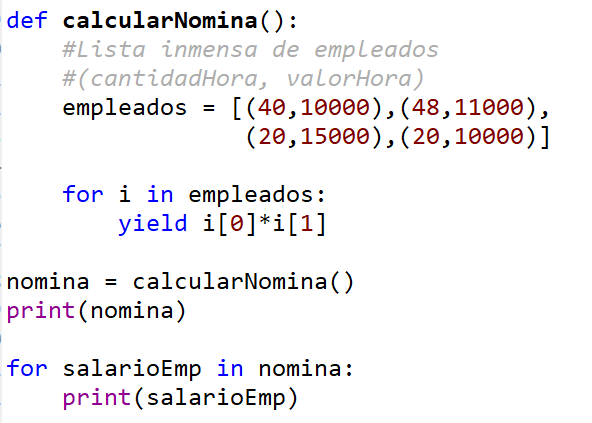 def calcularNomina():
    #Lista inmensa de empleados
    #(cantidadHora, valorHora)
    empleados = [(40,10000),(48,11000),
                 (20,15000),(20,10000)]
    for i in empleados:
        yield i[0]*i[1]
nomina = calcularNomina()
print(nomina)
for salarioEmp in nomina:
    print(salarioEmp)